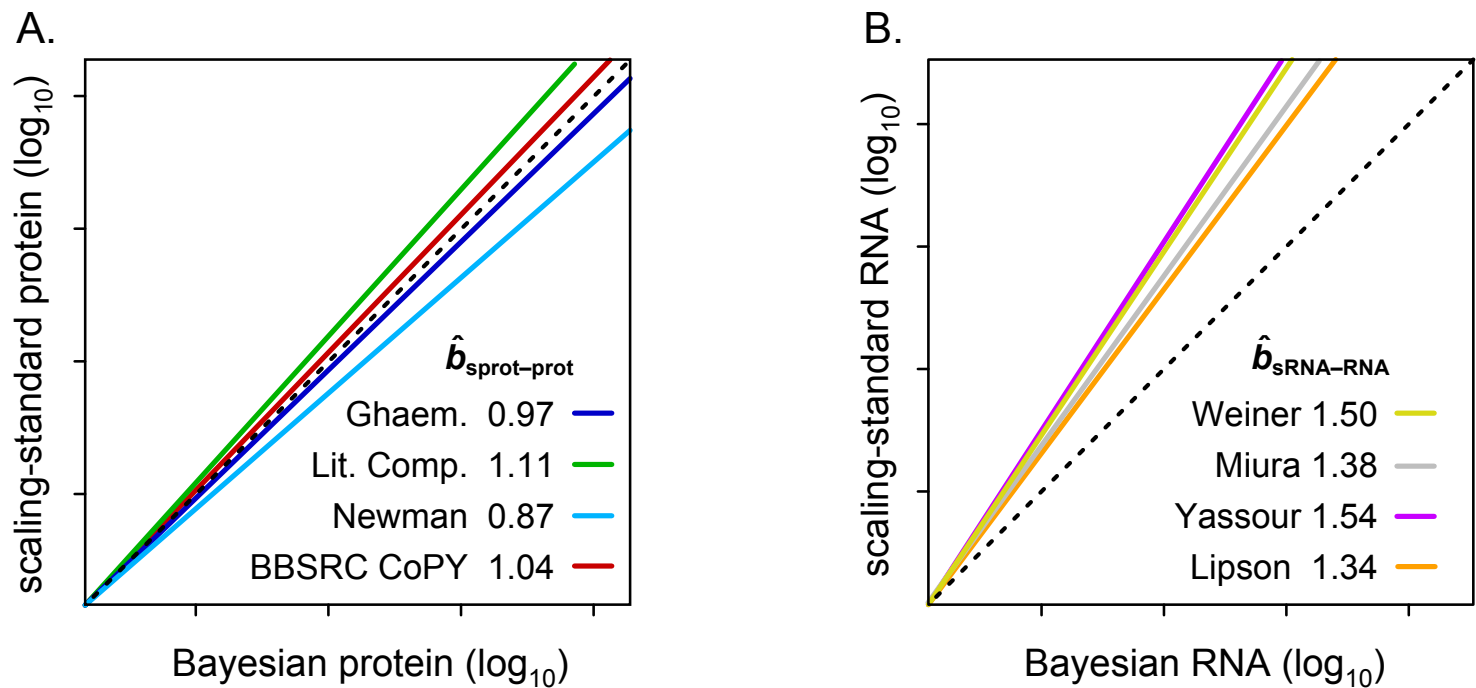 A.
scaling-standard protein (log10)
b̂sprot–prot
Ghaem. 0.97
Lit. Comp. 1.11
Newman 0.87
BBSRC CoPY 1.04
Bayesian protein (log10)
B.
scaling-standard RNA (log10)
b̂sRNA–RNA
Weiner 1.50
Miura 1.38
Yassour 1.54
Lipson 1.34
Bayesian RNA (log10)